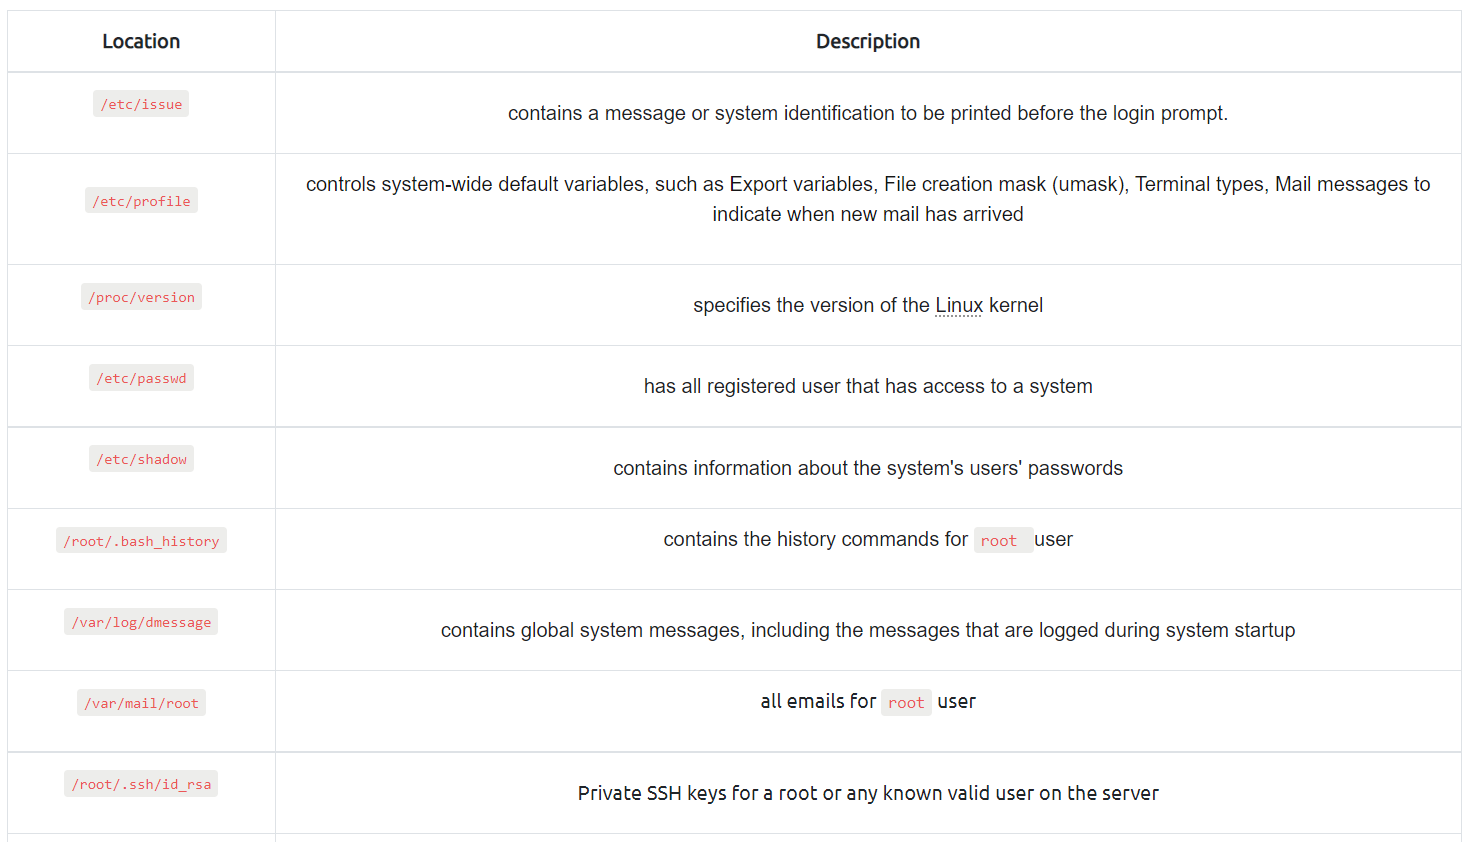 Location Description
/etc/issue contains a message or system identification to be printed before the login prompt.
/etc/profile controls system-wide default variables, such as Export variables, File creation mask (umask), Terminal types, Mail messages to
indicate when new mail has arrived
/proc/version specifies the version of the Linux kernel
/etc/passwd has all registered user that has access to a system
/etc/shadow contains information about the system's users' passwords
/root/.bash_history contains the history commands for root user
/var/log/dmessage contains global system messages, including the messages that are logged during system startup
/var/mail/root all emails for root user
/root/.ssh/id_rsa Private SSH keys for a root or any known valid user on the server